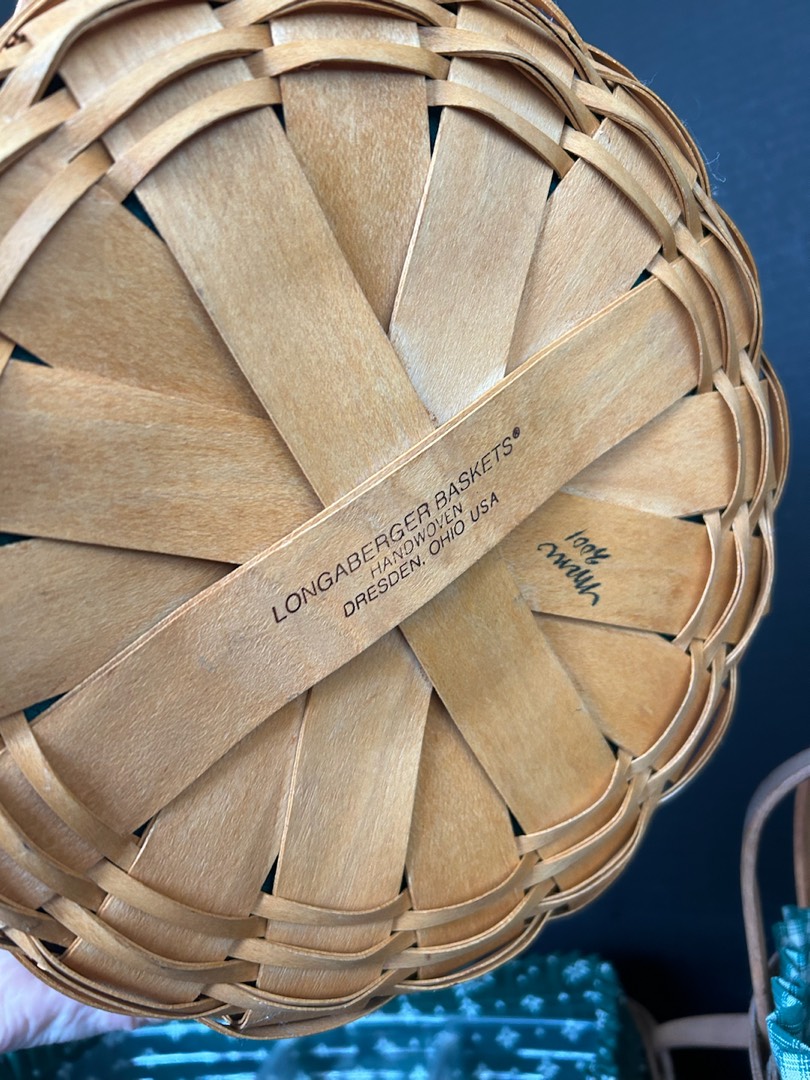 LONGABERGER BASKETS®
HANDWOVEN
DRESDEN, OHIO USA
2001